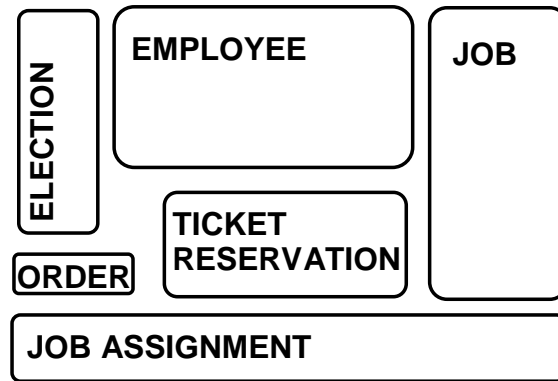 ELECTION
EMPLOYEE
JOB
TICKET
RESERVATION
ORDER
JOB ASSIGNMENT